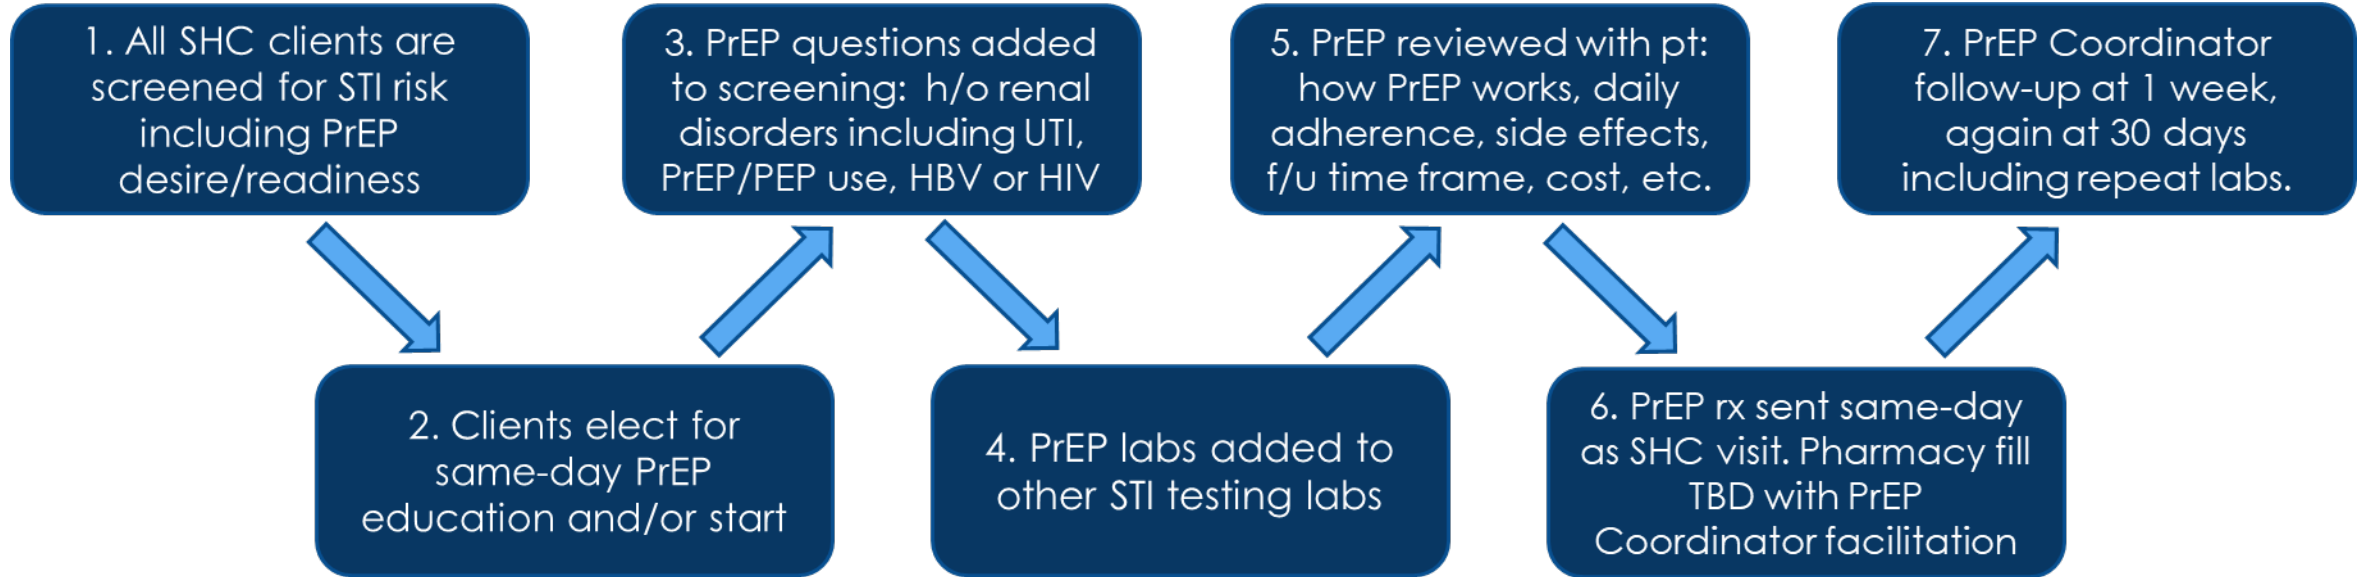 1. All SHC clients are
screened for STI risk
including PrEP
desire/readiness
2. Clients elect for
same-day PrEP
education and/or start
3. PrEP questions added
to screening: h/o renal
disorders including UTI,
PrEP/PEP use, HBV or HIV
4. PrEP labs added to
other STI testing labs
5. PrEP reviewed with pt:
how PrEP works, daily
adherence, side effects,
f/u time frame, cost, etc.
6. PrEP rx sent same-day
as SHC visit. Pharmacy fill
TBD with PrEP
Coordinator facilitation
7. PrEP Coordinator
follow-up at 1 week,
again at 30 days
including repeat labs.